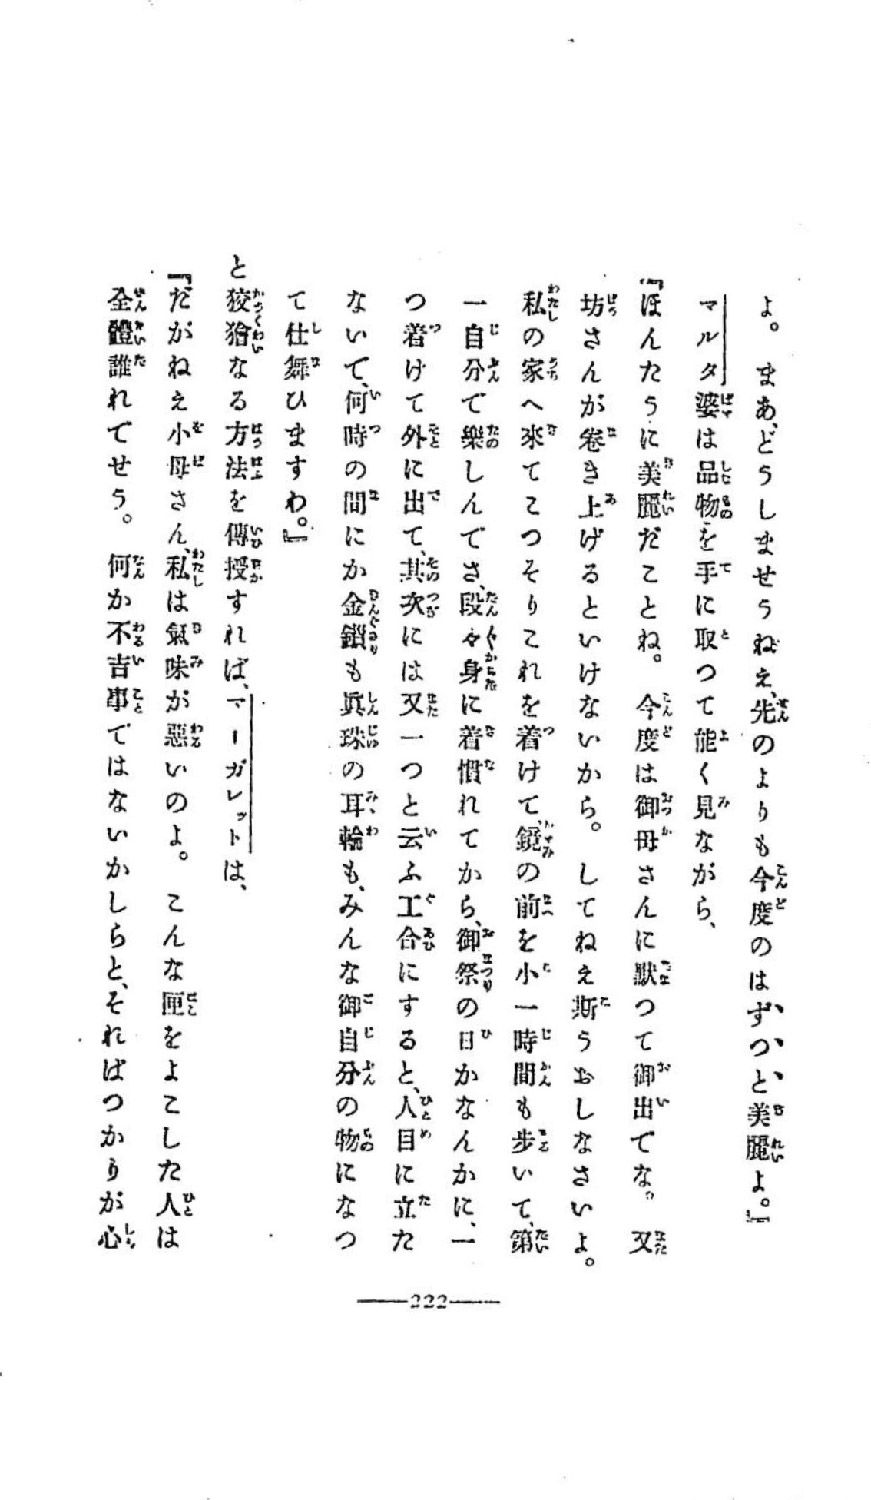 よ。まあ、どうしませうねえ、先のよりも今度のはずつと美麗よ。』
マルタ婆は品物を手に取つて能く見ながら、
『ほんたうに美麗だことね。今度は御母さんに默つて御出でな。又
坊さんが卷き上げるといけないから。してねえ斯うおしなさいよ。
私の家へ來てこつそりこれを着けて、鏡の前を小一時間も步いて、第
一自分で樂しんでさ、段々身に着慣れてから、御祭の日かなんかに、一
つ着けて外に出て、其次には又一つと云ふ工合にすると、人目に立た
ないで、何時の間にか金鎖も眞珠の耳輪も、みんな御自分の物になつ
て仕舞ひますわ。』
と狡獪なる方法を傳授すれば、マーガレットは、
『だがねえ小母さん、私は氣味が惡いのよ。こんな匣をよこした人は
全體誰れでせう。何か不吉事ではないかしらと、そればつかりが心
222